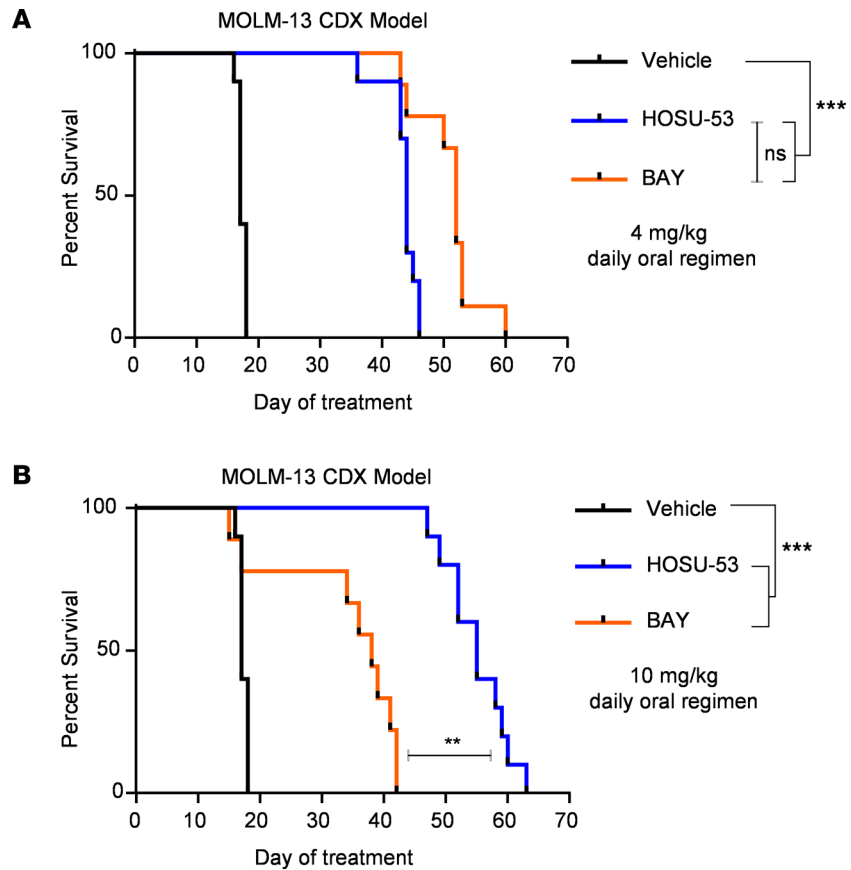 A
MOLM-13 CDX Model
100
50
0
Percent Survival
0 10 20 30 40 50 60 70
Day of treatment
Vehicle
HOSU-53
BAY
ns
***
4 mg/kg
daily oral regimen
B
MOLM-13 CDX Model
100
50
0
Percent Survival
**
0 10 20 30 40 50 60 70
Day of treatment
Vehicle
HOSU-53
BAY
***
10 mg/kg
daily oral regimen